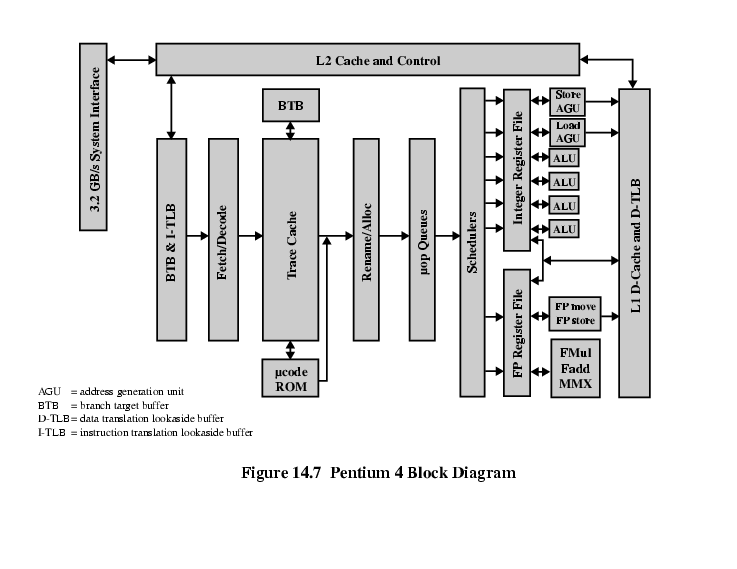 L2 Cache and Control
3.2 GB/s System Interface
BTB & I-TLB
Fetch/Decode
BTB
Trace Cache
µcode
ROM
Rename/Alloc
µop Queues
Schedulers
Integer Register File
FP Register File
Store
AGU
Load
AGU
ALU
ALU
ALU
ALU
FP move
FP store
FMul
Fadd
MMX
L1 D-Cache and D-TLB
AGU = address generation unit
BTB = branch target buffer
D-TLB= data translation lookaside buffer
I-TLB = instruction translation lookaside buffer
Figure 14.7 Pentium 4 Block Diagram